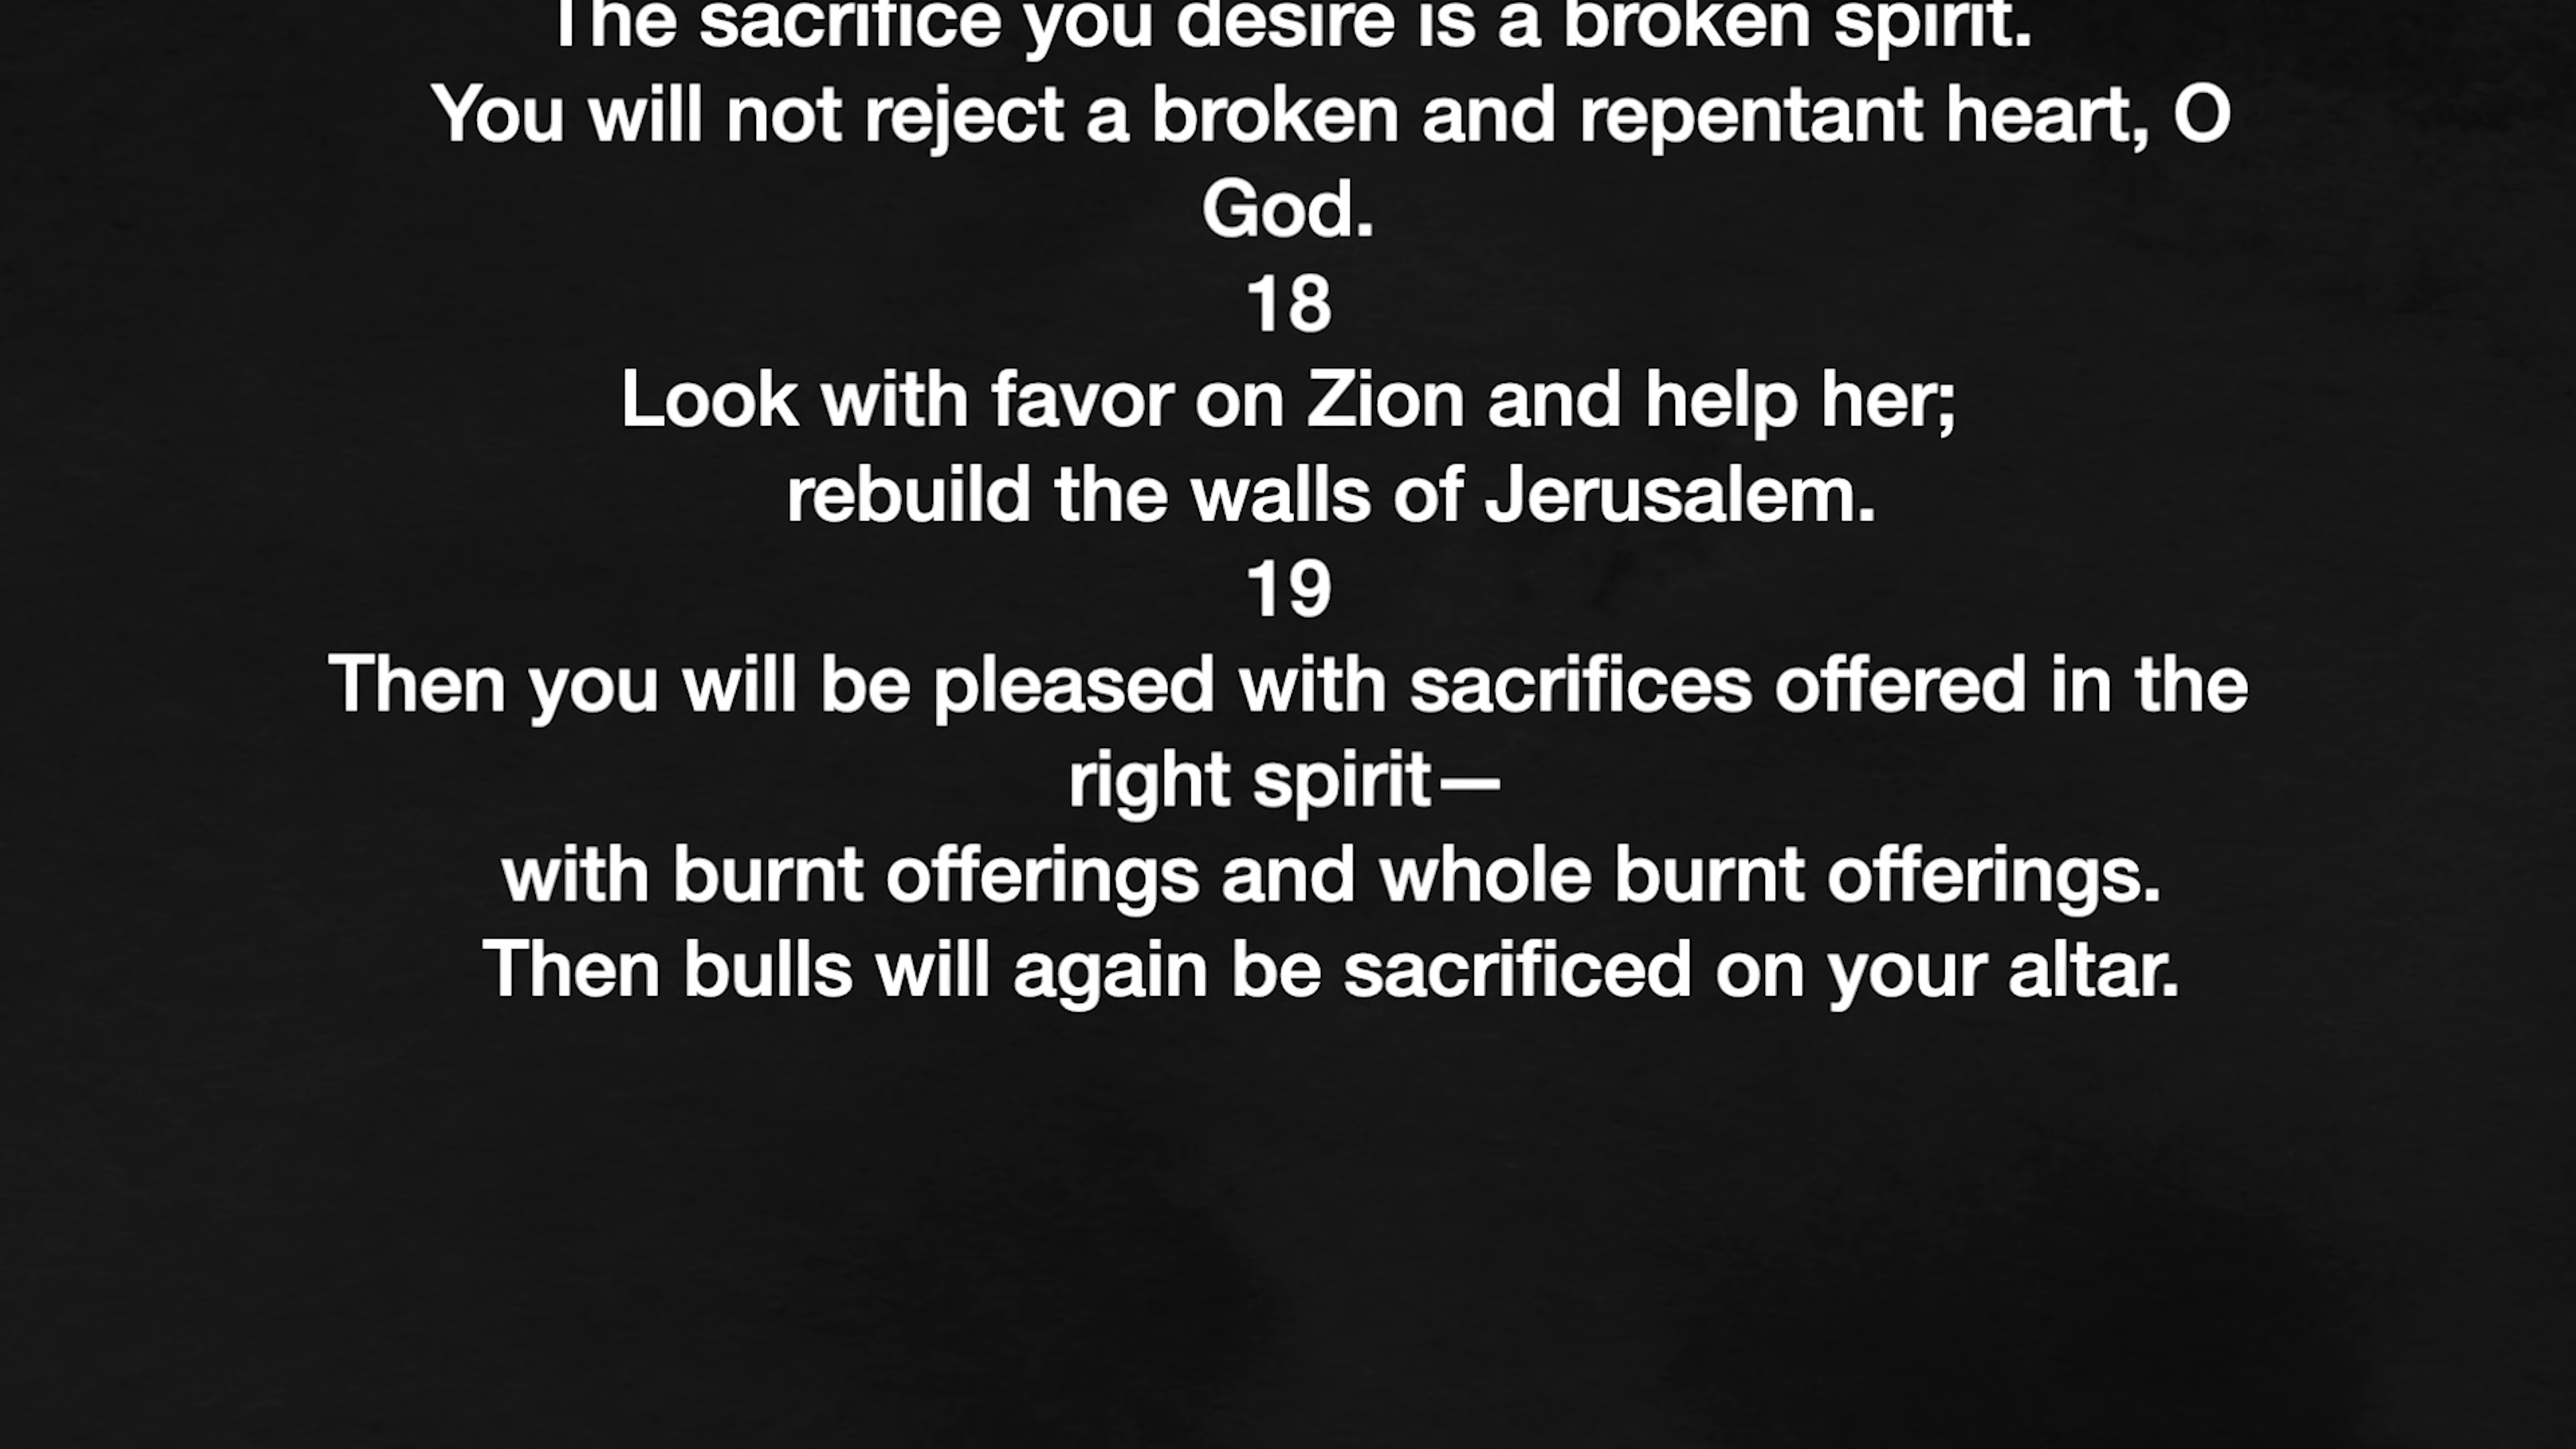 The sacrifice you desire is a broken spirit.
You will not reject a broken and repentant heart, O
God.
18
Look with favor on Zion and help her;
rebuild the walls of Jerusalem.
19
Then you will be pleased with sacrifices offered in the
right spirit—
with burnt offerings and whole burnt offerings.
Then bulls will again be sacrificed on your altar.